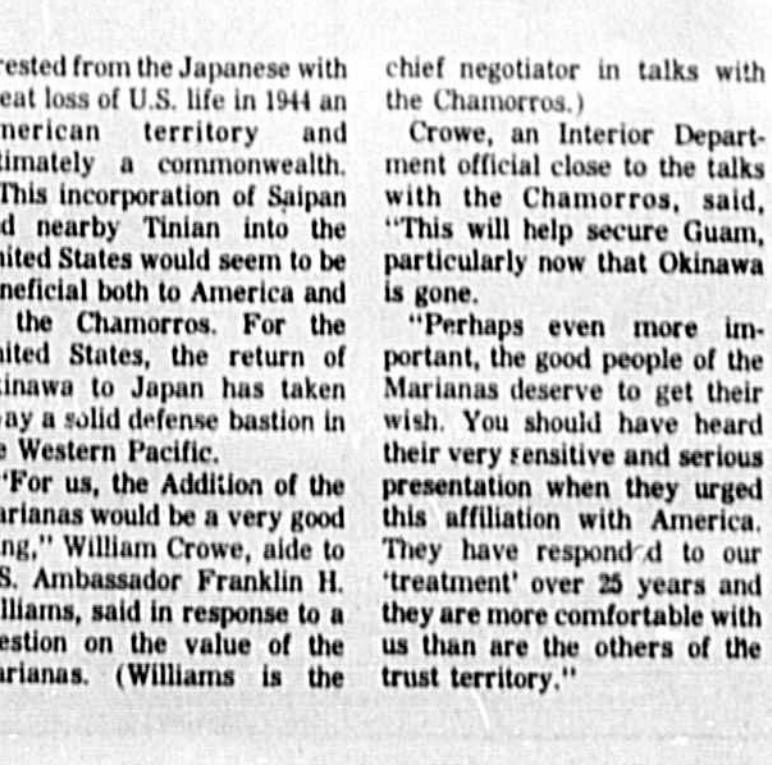 rested from the Japanese with
eat loss of U.S. life in 1944 an
merican territory and
timately a commonwealth.
This incorporation of Saipan
d nearby Tinian into the
nited States would seem to be
neficial both to America and
the Chamorros. For the
nited States, the return of
inawa to Japan has taken
ay a solid defense bastion in
e Western Pacific.
"For us, the Addition of the
arianas would be a very good
ng," William Crowe, aide to
S. Ambassador Franklin H.
lliams, said in response to a
estion on the value of the
arianas. (Williams is the
chief negotiator in talks with
the Chamorros.)
Crowe, an Interior Depart-
ment official close to the talks
with the Chamorros, said,
"This will help secure Guam,
particularly now that Okinawa
is gone.
"Perhaps even more im-
portant, the good people of the
Marianas deserve to get their
wish. You should have heard
their very sensitive and serious
presentation when they urged
this affiliation with America.
They have responded to our
'treatment' over 25 years and
they are more comfortable with
us than are the others of the
trust territory."